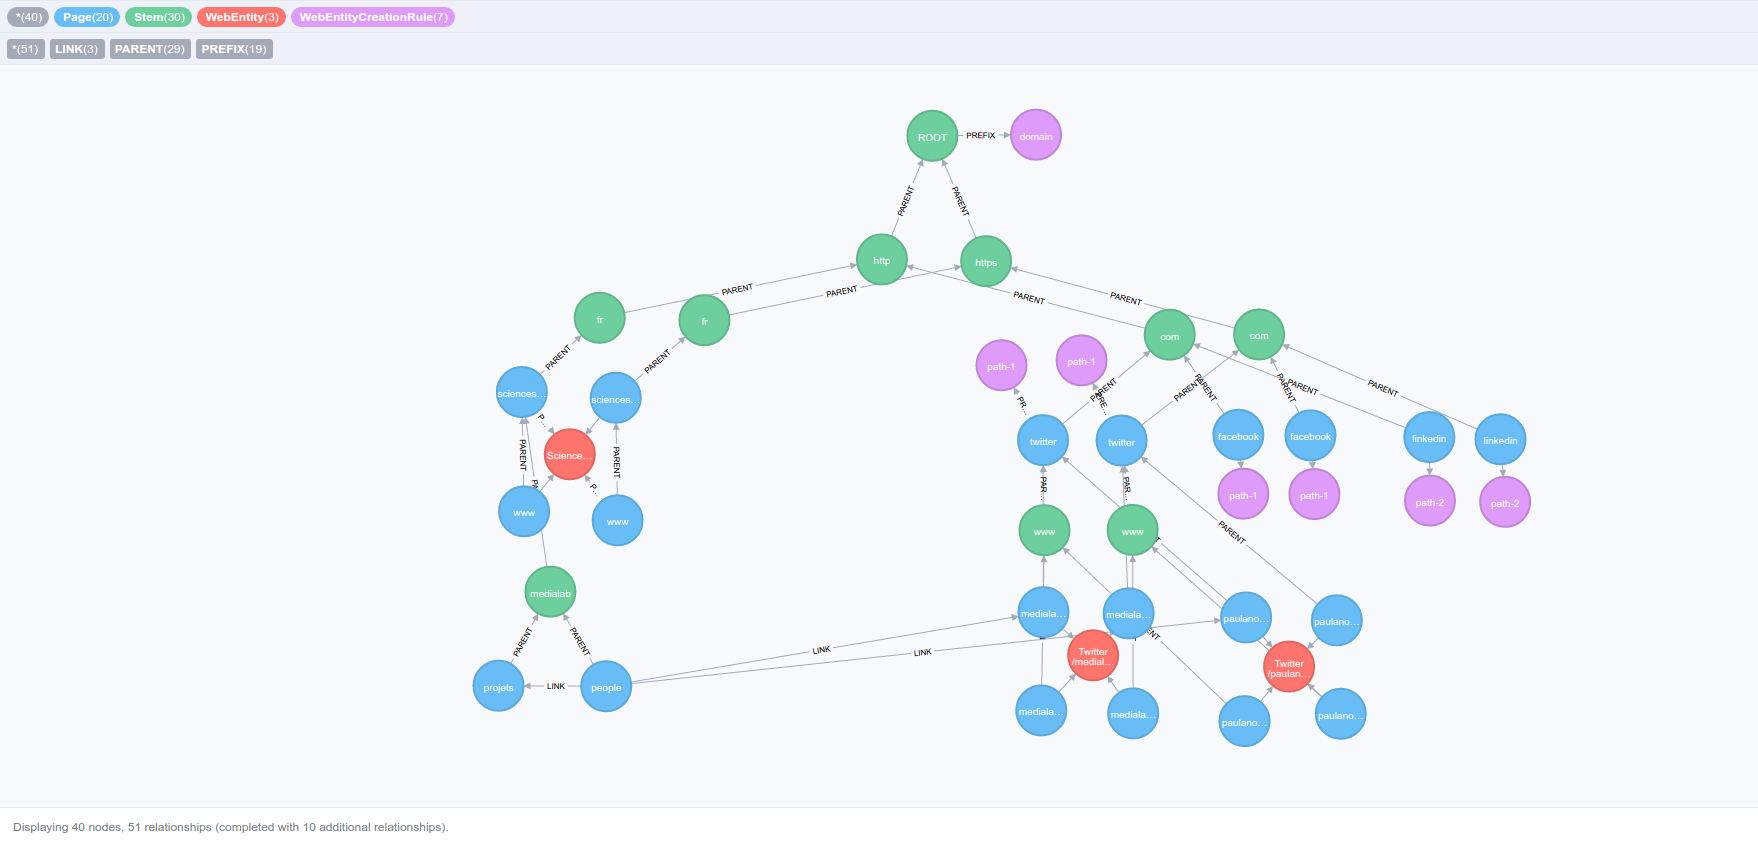 *(40) Page(20) Stem(30) WebEntity(3) WebEntityCreationRule(7)
*(51) LINK(3) PARENT(29) PREFIX(19)
ROOT PREFIX domain
PARENT PARENT
http https
PARENT PARENT PARENT PARENT
fr fr com com
PARENT PARENT path-1 path-1
PARENT PARENT PARENT PARENT PARENT PARENT
sciences... sciences...
P... PR... PRE...
twitter twitter facebook facebook linkedin linkedin
PARENT Science... PARENT
PA P... PAR... PAR...
path-1 path-1 path-2 path-2
www www www www
PARENT
medialab
PARENT PARENT
mediala... mediala... paulano... paulano...
LINK LINK ENT
Twitter
/medial...
Twitter
/paulan...
projets LINK people
mediala... mediala... paulano... paulano...
Displaying 40 nodes, 51 relationships (completed with 10 additional relationships).